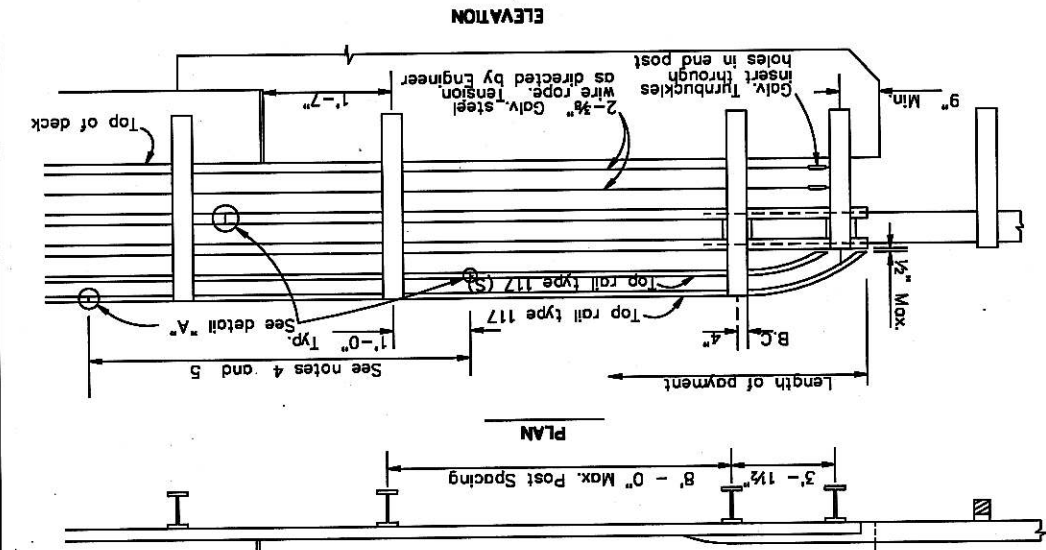 3'- 1½"
8' - 0" Max. Post Spacing
PLAN
Length of payment
See notes 4 and 5
B.C.
4"
1'-0"
Typ.
½" Max.
Top rail type 117
Top rail type 117 (S)
See detail "A"
9"
Min.
Galv. Turnbuckles
insert through
holes in end post
2-⅜" Galv. steel
wire rope. Tension
as directed by Engineer
1'-7"
Top of deck
ELEVATION